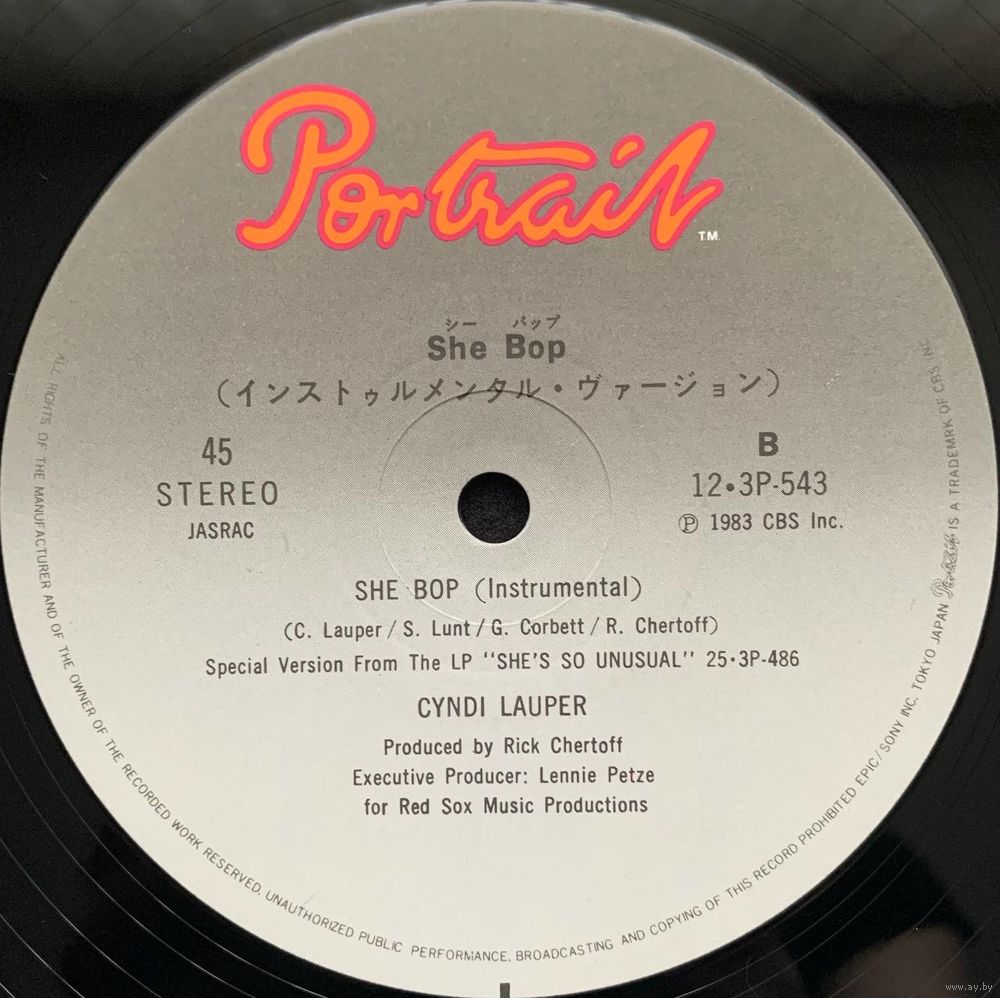 Portrait
TM.
シー バップ
She Bop
（インストゥルメンタル・ヴァージョン）
45
STEREO
JASRAC
B
12•3P-543
Ⓟ 1983 CBS Inc.
SHE BOP (Instrumental)
(C. Lauper / S. Lunt / G. Corbett / R. Chertoff)
Special Version From The LP "SHE'S SO UNUSUAL" 25•3P-486
CYNDI LAUPER
Produced by Rick Chertoff
Executive Producer: Lennie Petze
for Red Sox Music Productions
ALL RIGHTS OF THE MANUFACTURER AND OF THE OWNER OF THE RECORDED WORK RESERVED. UNAUTHORIZED PUBLIC PERFORMANCE, BROADCASTING AND COPYING OF THIS RECORD PROHIBITED EPIC/SONY INC. TOKYO JAPAN Portrait IS A TRADEMRK OF CBS INC.
www.ay.by